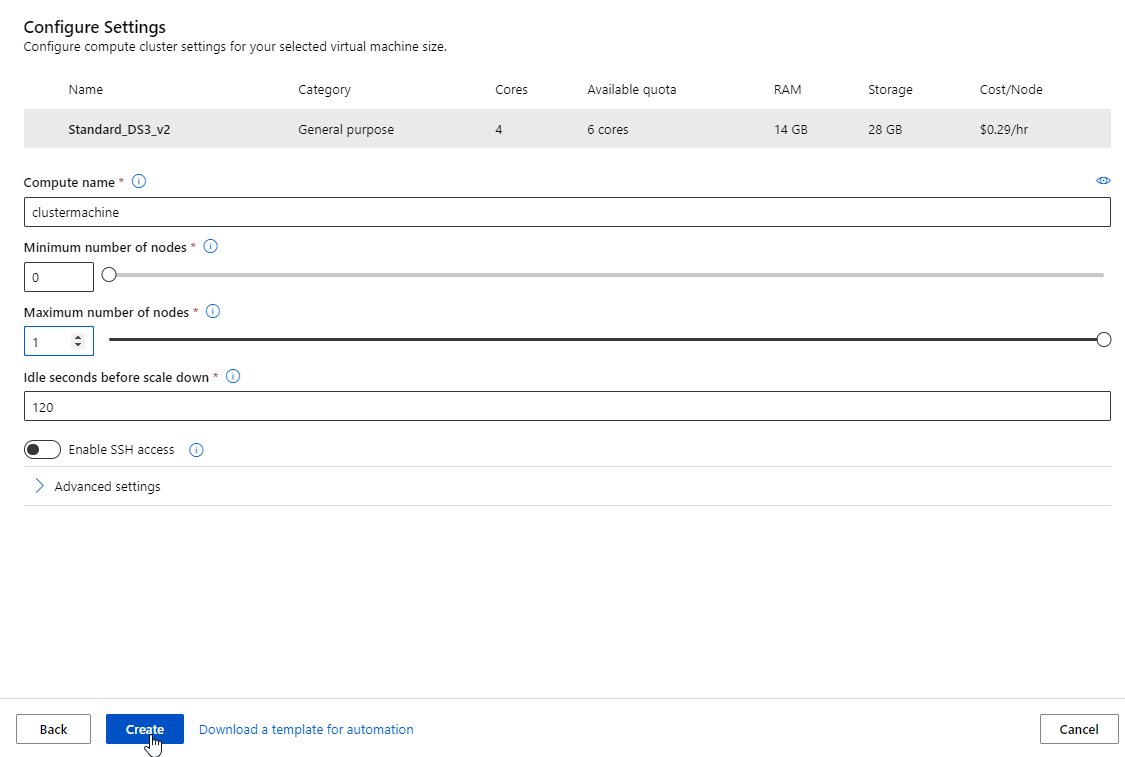 Configure Settings
Configure compute cluster settings for your selected virtual machine size.
Name Category Cores Available quota RAM Storage Cost/Node
Standard_DS3_v2 General purpose 4 6 cores 14 GB 28 GB $0.29/hr
Compute name *
clustermachine
Minimum number of nodes *
0
Maximum number of nodes *
1
Idle seconds before scale down *
120
Enable SSH access
Advanced settings
Back Create Download a template for automation Cancel